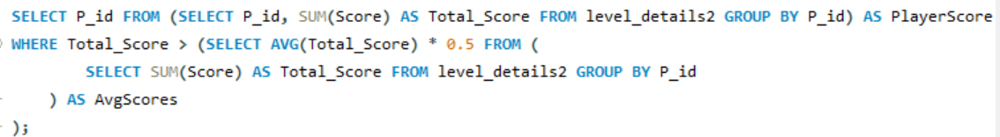 SELECT P_id FROM (SELECT P_id, SUM(Score) AS Total_Score FROM level_details2 GROUP BY P_id) AS PlayerScore
WHERE Total_Score > (SELECT AVG(Total_Score) * 0.5 FROM (
SELECT SUM(Score) AS Total_Score FROM level_details2 GROUP BY P_id
) AS AvgScores
);